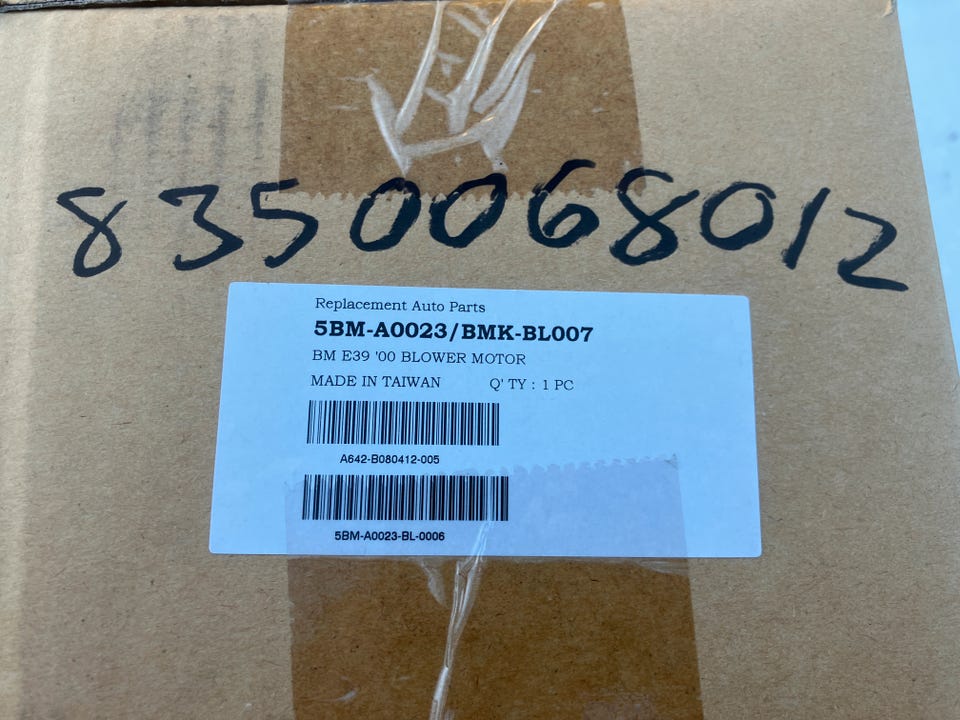 8350068012
Replacement Auto Parts
5BM-A0023/BMK-BL007
BM E39 '00 BLOWER MOTOR
MADE IN TAIWAN Q' TY : 1 PC
A642-B080412-005
5BM-A0023-BL-0006